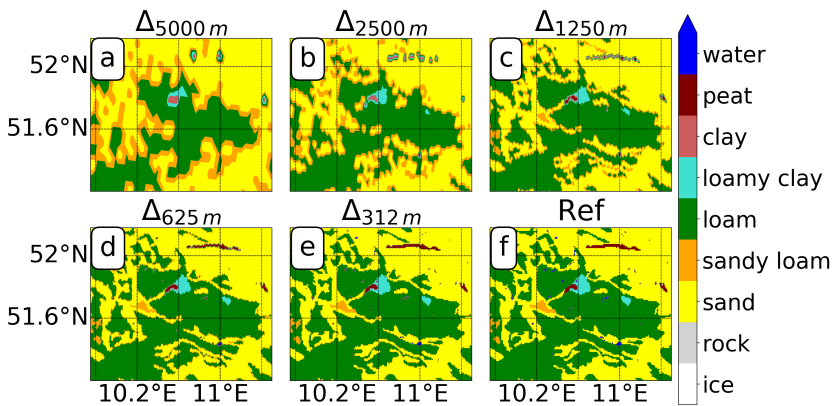 Δ5000 m Δ2500 m Δ1250 m
a b c
52°N
51.6°N
water
peat
clay
loamy clay
loam
sandy loam
sand
rock
ice
Δ625 m Δ312 m Ref
d e f
52°N
51.6°N
10.2°E 11°E 10.2°E 11°E 10.2°E 11°E